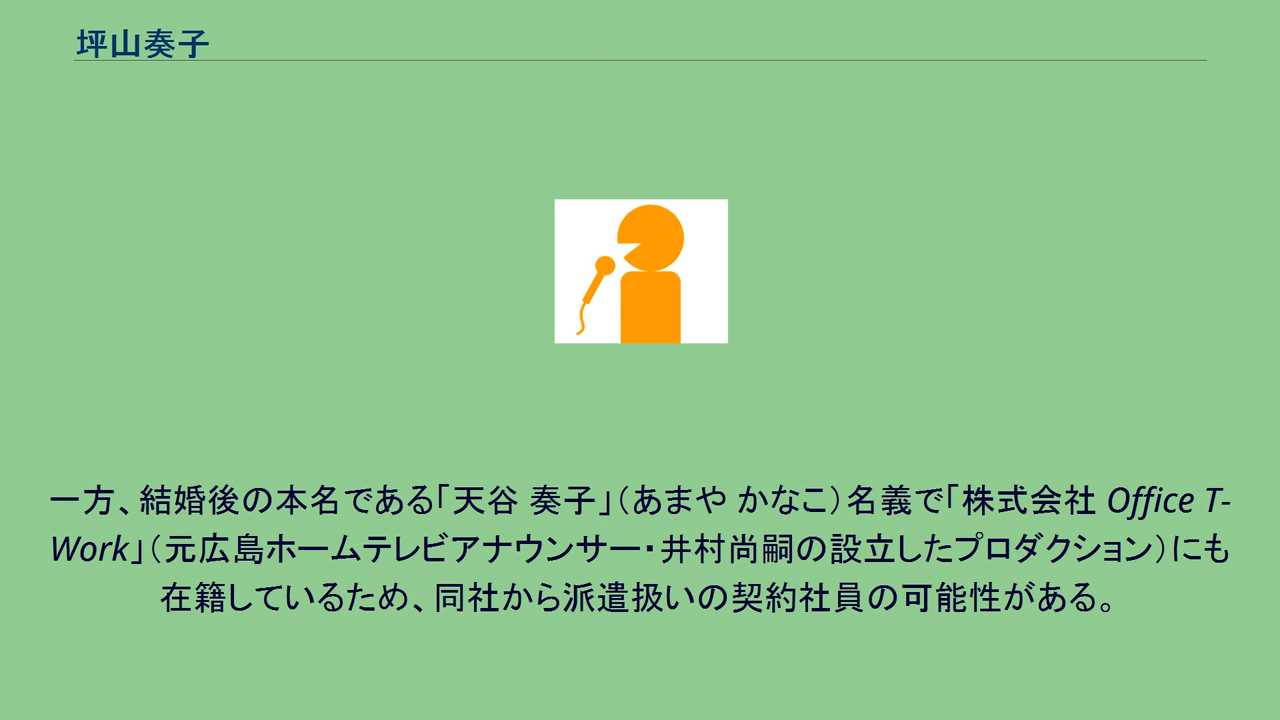 坪山奏子
一方、結婚後の本名である「天谷 奏子」（あまや かなこ）名義で「株式会社 Office T-
Work」（元広島ホームテレビアナウンサー・井村尚嗣の設立したプロダクション）にも
在籍しているため、同社から派遣扱いの契約社員の可能性がある。